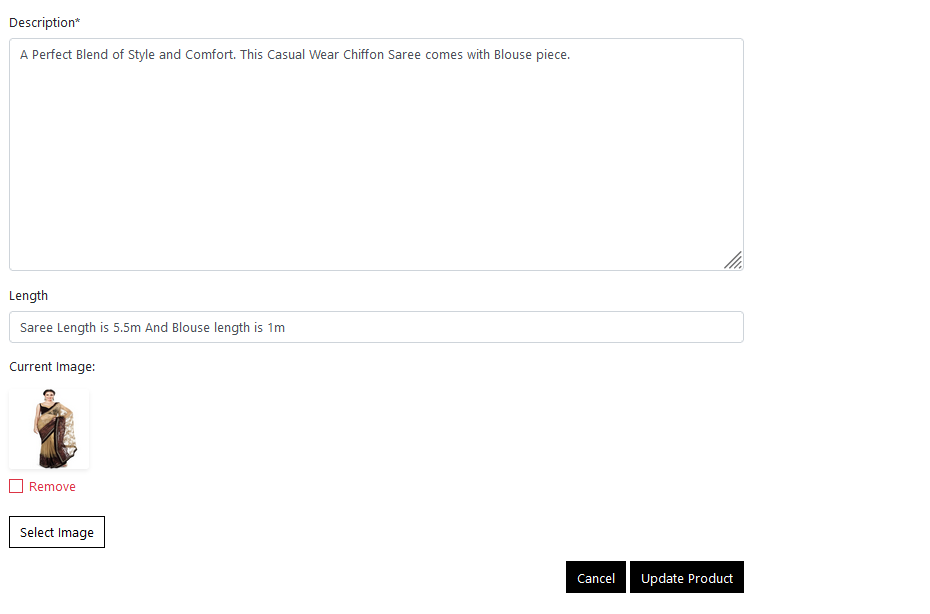 Description*
A Perfect Blend of Style and Comfort. This Casual Wear Chiffon Saree comes with Blouse piece.
Length
Saree Length is 5.5m And Blouse length is 1m
Current Image:
Remove
Select Image
Cancel Update Product